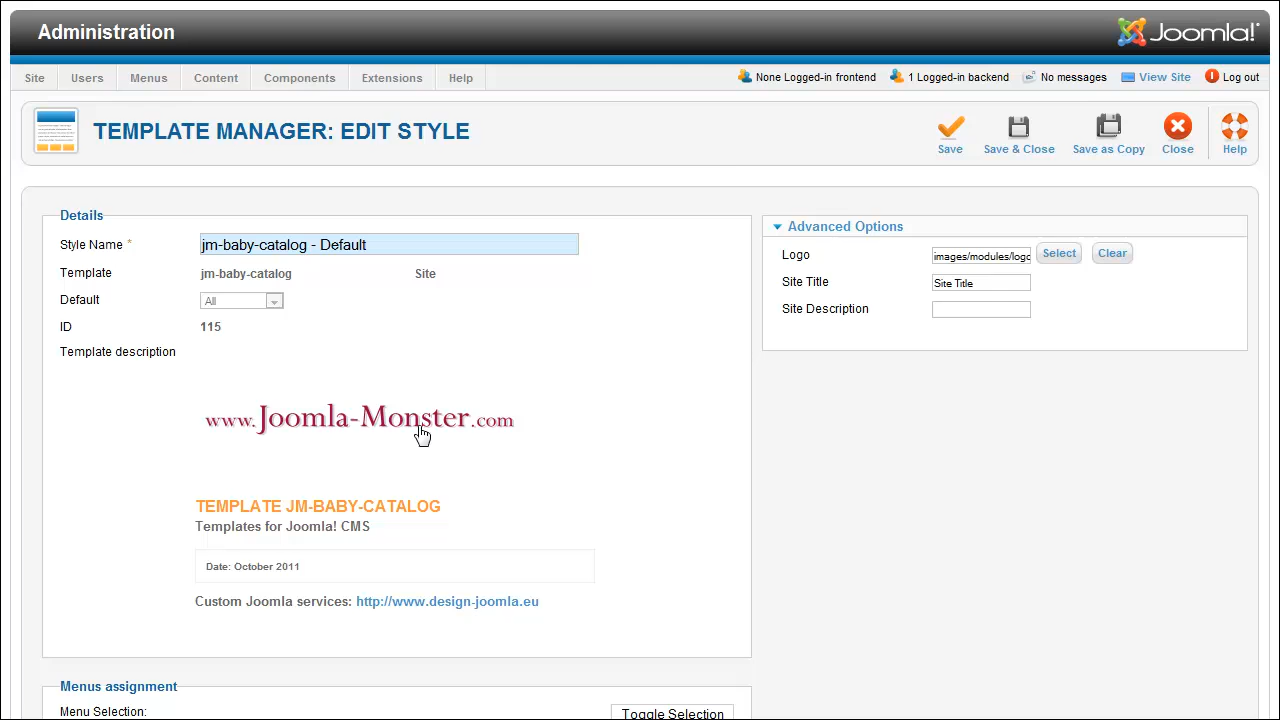 Administration
Joomla!
Site Users Menus Content Components Extensions Help
None Logged-in frontend 1 Logged-in backend No messages View Site Log out
TEMPLATE MANAGER: EDIT STYLE
Save Save & Close Save as Copy Close Help
Details
Style Name * jm-baby-catalog - Default
Template jm-baby-catalog Site
Default All
ID 115
Template description
www.Joomla-Monster.com
TEMPLATE JM-BABY-CATALOG
Templates for Joomla! CMS
Date: October 2011
Custom Joomla services: http://www.design-joomla.eu
Menus assignment
Menu Selection: Toggle Selection
Advanced Options
Logo images/modules/logo Select Clear
Site Title Site Title
Site Description